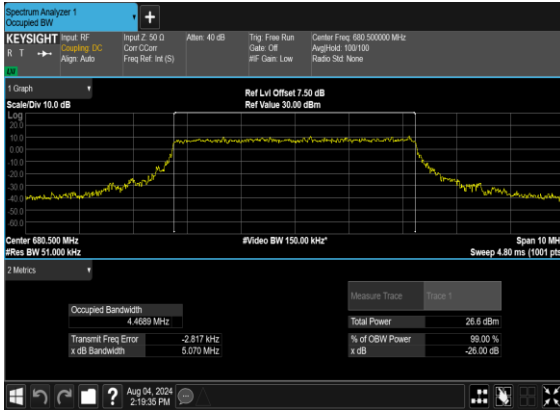 Spectrum Analyzer 1
Occupied BW
+
KEYSIGHT
R T
LXI
Input: RF
Coupling: DC
Align: Auto
Input Z: 50 Ω
Corr CCorr
Freq Ref: Int (S)
Atten: 40 dB
Trig: Free Run
Gate: Off
#IF Gain: Low
Center Freq: 680.500000 MHz
Avg|Hold: 100/100
Radio Std: None
1 Graph
Scale/Div 10.0 dB
Ref Lvl Offset 7.50 dB
Ref Value 30.00 dBm
Log
20.0
10.0
0.00
-10.0
-20.0
-30.0
-40.0
-50.0
-60.0
Center 680.500 MHz
#Res BW 51.000 kHz
#Video BW 150.00 kHz*
Span 10 MH
Sweep 4.80 ms (1001 pts
2 Metrics
Measure Trace Trace 1
Occupied Bandwidth
4.4689 MHz
Total Power 26.6 dBm
Transmit Freq Error -2.817 kHz
% of OBW Power 99.00 %
x dB Bandwidth 5.070 MHz
x dB -26.00 dB
?
Aug 04, 2024
2:19:35 PM